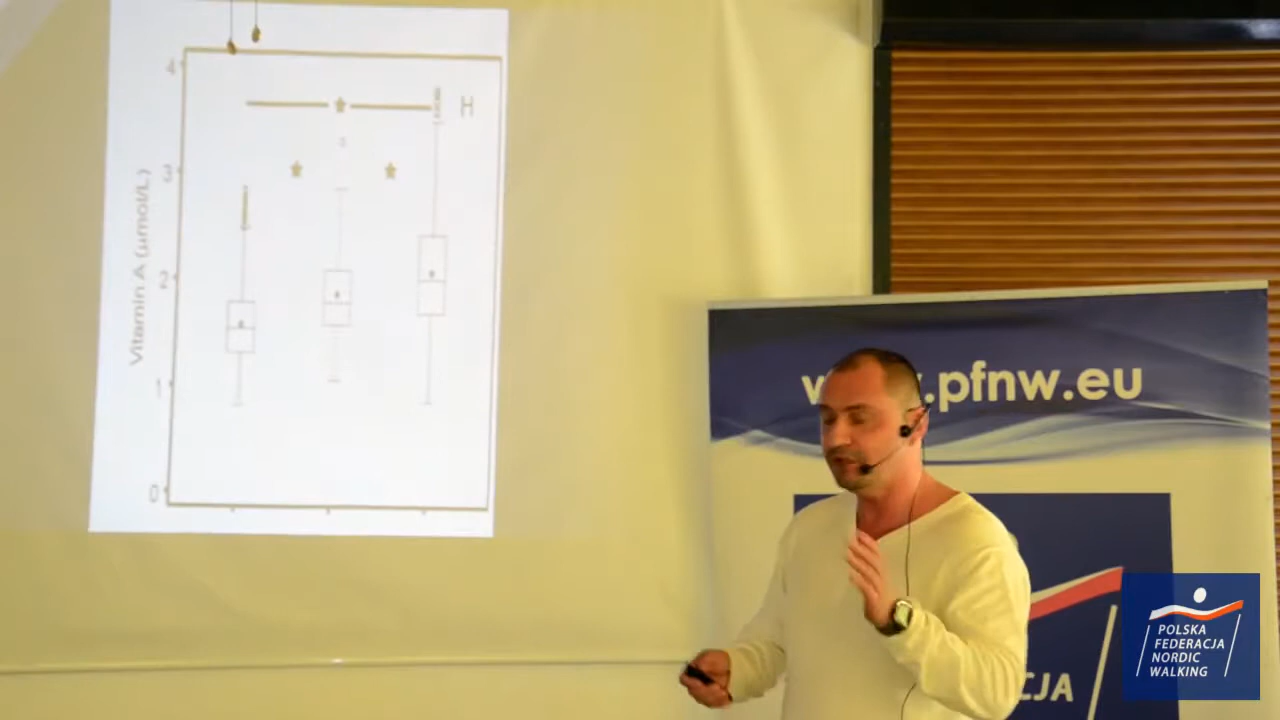 4
H
3
Vitamin A (μmol/L)
2
1
0
.pfnw.eu
CJA
POLSKA
FEDERACJA
NORDIC
WALKING